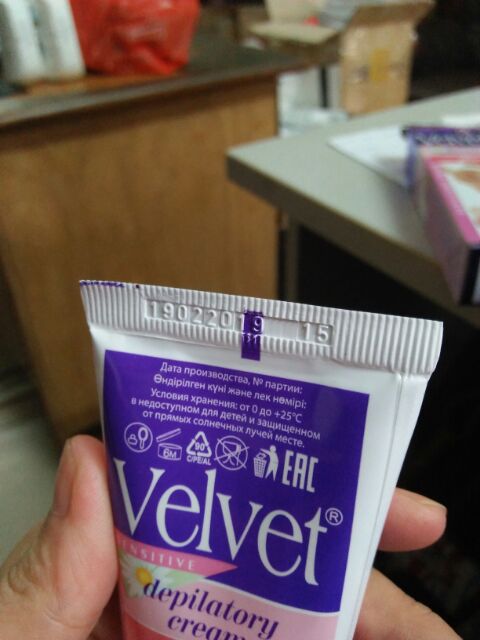 19022019 15
Дата производства, № партии:
Өндірілген күні және лек нөмірі:
Условия хранения: от 0 до +25°C
в недоступном для детей и защищенном
от прямых солнечных лучей месте.
6M
90
C/PE/AL
EAC
Velvet®
SENSITIVE
depilatory
cream